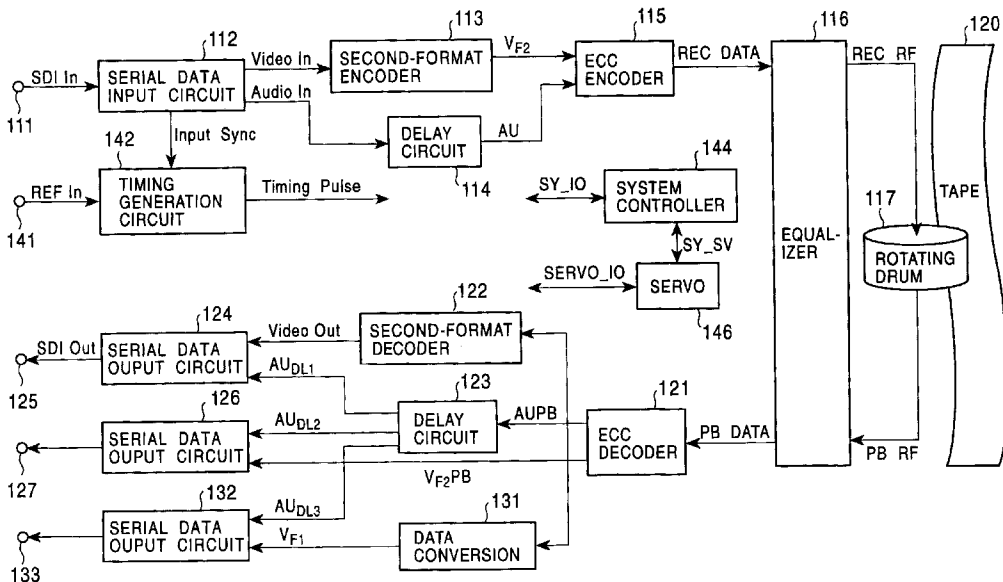 112
SERIAL DATA
INPUT CIRCUIT
SDI In
111
Video In
Audio In
Input Sync
113
SECOND-FORMAT
ENCODER
VF2
115
ECC
ENCODER
REC DATA
116
EQUAL-
IZER
REC RF
120
TAPE
142
TIMING
GENERATION
CIRCUIT
REF In
141
Timing Pulse
DELAY
CIRCUIT
114
AU
144
SYSTEM
CONTROLLER
SY_IO
SY_SV
SERVO_IO
SERVO
146
117
ROTATING
DRUM
124
SERIAL DATA
OUPUT CIRCUIT
SDI Out
125
Video Out
122
SECOND-FORMAT
DECODER
AUDL1
126
SERIAL DATA
OUPUT CIRCUIT
127
AUDL2
123
DELAY
CIRCUIT
AUPB
121
ECC
DECODER
PB DATA
PB RF
VF2PB
132
SERIAL DATA
OUPUT CIRCUIT
133
AUDL3
VF1
131
DATA
CONVERSION